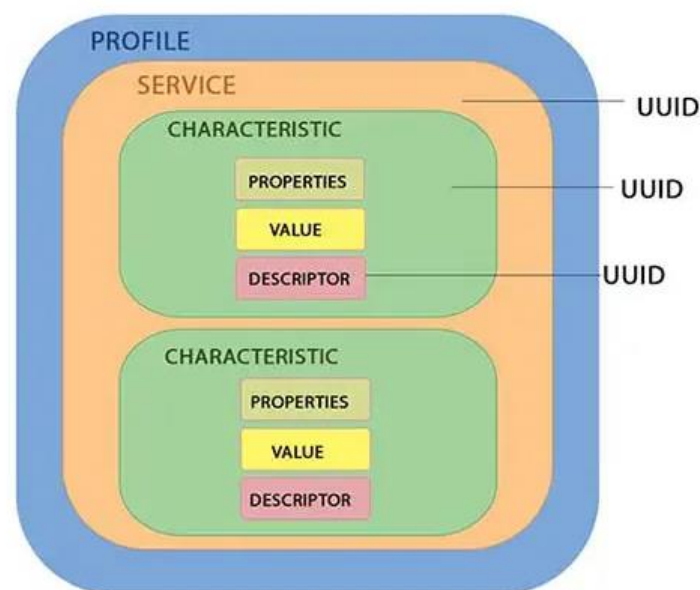 PROFILE
SERVICE
UUID
CHARACTERISTIC
PROPERTIES
UUID
VALUE
DESCRIPTOR
UUID
CHARACTERISTIC
PROPERTIES
VALUE
DESCRIPTOR